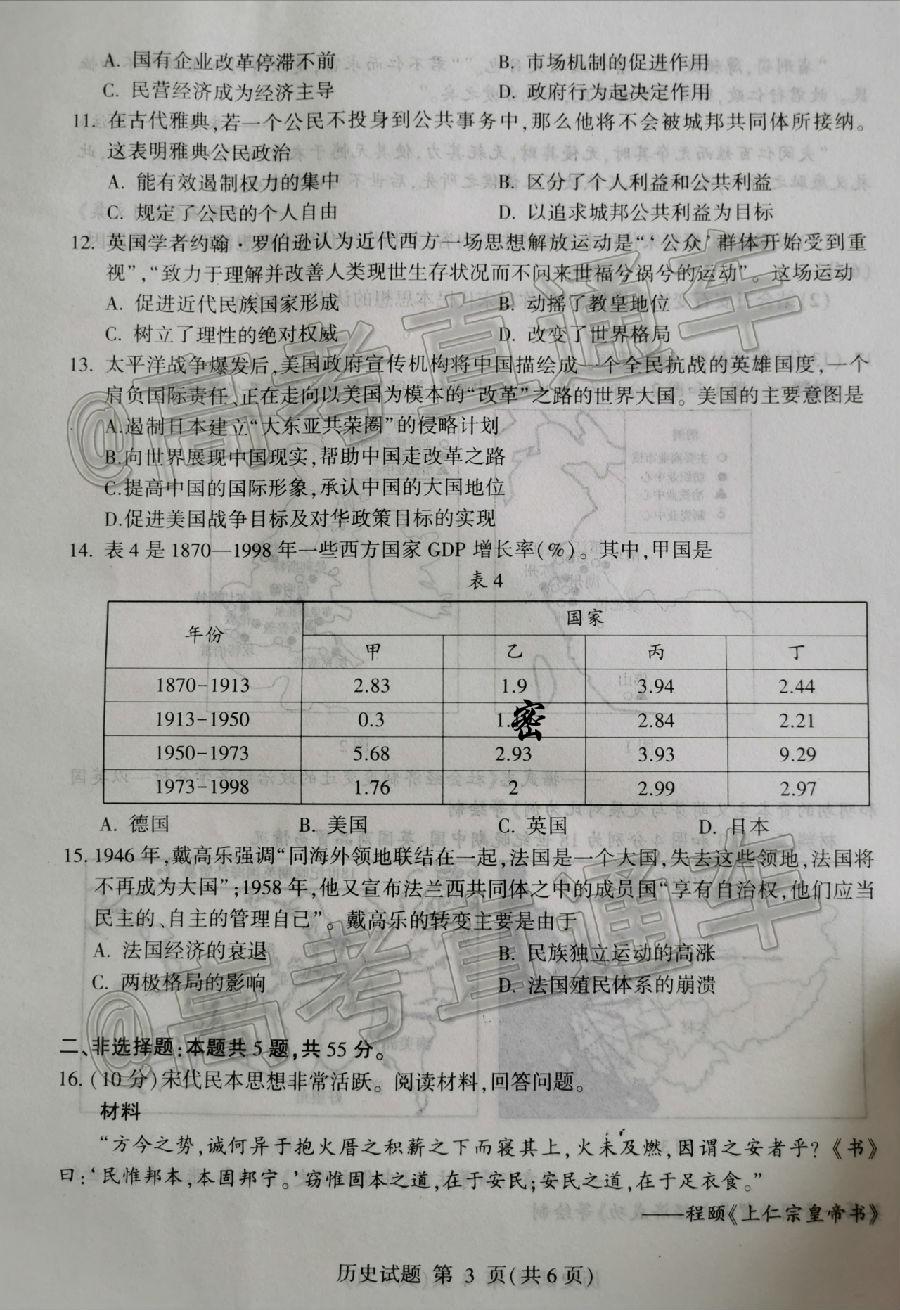 A. 国有企业改革停滞不前 B. 市场机制的促进作用
C. 民营经济成为经济主导 D. 政府行为起决定作用
11. 在古代雅典,若一个公民不投身到公共事务中,那么他将不会被城邦共同体所接纳。
这表明雅典公民政治
A. 能有效遏制权力的集中 B. 区分了个人利益和公共利益
C. 规定了公民的个人自由 D. 以追求城邦公共利益为目标
12. 英国学者约翰·罗伯逊认为近代西方一场思想解放运动是“‘公众’群体开始受到重
视”,“致力于理解并改善人类现世生存状况而不问来世福兮祸兮的运动”。这场运动
A. 促进近代民族国家形成 B. 动摇了教皇地位
C. 树立了理性的绝对权威 D. 改变了世界格局
13. 太平洋战争爆发后,美国政府宣传机构将中国描绘成一个全民抗战的英雄国度,一个
肩负国际责任、正在走向以美国为模本的“改革”之路的世界大国。美国的主要意图是
A.遏制日本建立“大东亚共荣圈”的侵略计划
B.向世界展现中国现实,帮助中国走改革之路
C.提高中国的国际形象,承认中国的大国地位
D.促进美国战争目标及对华政策目标的实现
14. 表4是1870—1998年一些西方国家GDP增长率(%)。其中,甲国是
表4
年份 国家
甲 乙 丙 丁
1870-1913 2.83 1.9 3.94 2.44
1913-1950 0.3 1. 密 2.84 2.21
1950-1973 5.68 2.93 3.93 9.29
1973-1998 1.76 2 2.99 2.97
A. 德国 B. 美国 C. 英国 D. 日本
15. 1946年,戴高乐强调“同海外领地联结在一起,法国是一个大国,失去这些领地,法国将
不再成为大国”;1958年,他又宣布法兰西共同体之中的成员国“享有自治权,他们应当
民主的、自主的管理自己”。戴高乐的转变主要是由于
A. 法国经济的衰退 B. 民族独立运动的高涨
C. 两极格局的影响 D. 法国殖民体系的崩溃
二、非选择题:本题共5题,共55分。
16. (10分)宋代民本思想非常活跃。阅读材料,回答问题。
材料
“方今之势,诚何异于抱火厝之积薪之下而寝其上,火未及燃,因谓之安者乎?《书》
曰:‘民惟邦本,本固邦宁。’窃惟固本之道,在于安民;安民之道,在于足衣食。”
——程颐《上仁宗皇帝书》
历史试题 第 3 页(共6页)
@高考直通车
@高考直通车